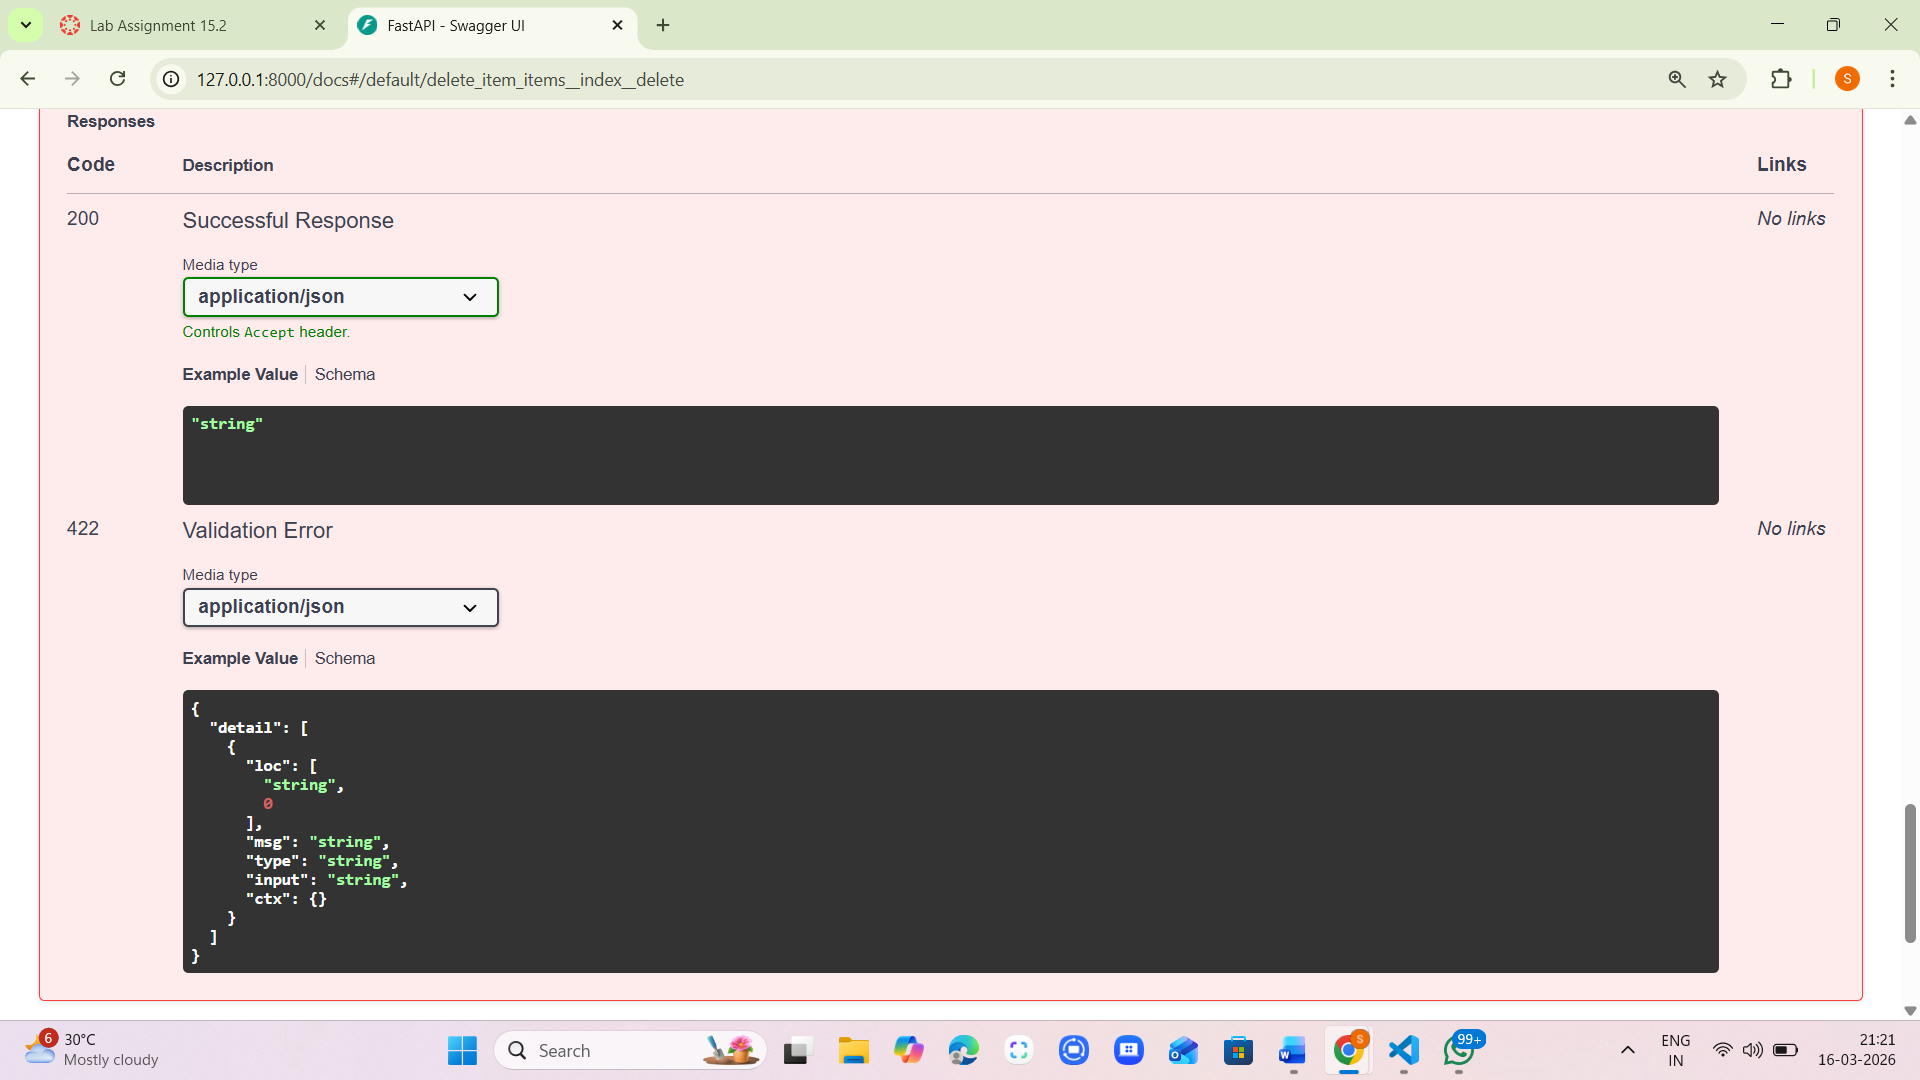 Lab Assignment 15.2
FastAPI - Swagger UI
127.0.0.1:8000/docs#/default/delete_item_items__index__delete
S
Responses
Code Description Links
200 Successful Response No links
Media type
application/json
Controls Accept header.
Example Value Schema
"string"
422 Validation Error No links
Media type
application/json
Example Value Schema
{
  "detail": [
    {
      "loc": [
        "string",
        0
      ],
      "msg": "string",
      "type": "string",
      "input": "string",
      "ctx": {}
    }
  ]
}
6
30°C
Mostly cloudy
Search
S
99+
ENG
IN
21:21
16-03-2026